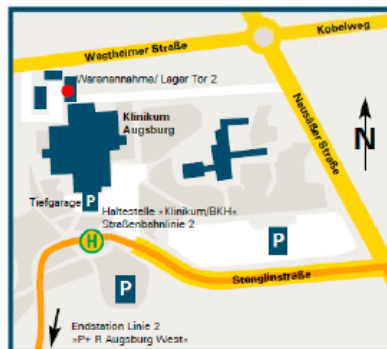 Westheimer Straße
Kobelweg
Warenannahme/ Lager Tor 2
Klinikum
Augsburg
Neusäßer Straße
N
Tiefgarage
P
Haltestelle »Klinikum/BKH«
Straßenbahnlinie 2
H
P
Stenglinstraße
P
Endstation Linie 2
»P+ R Augsburg West«